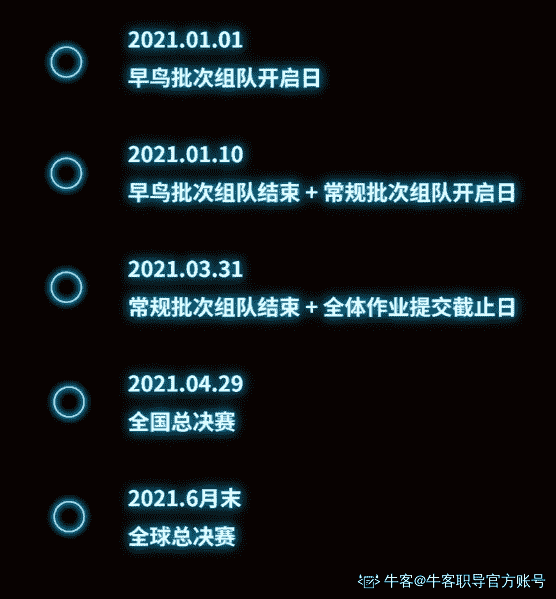 2021.01.01
早鸟批次组队开启日
2021.01.10
早鸟批次组队结束 + 常规批次组队开启日
2021.03.31
常规批次组队结束 + 全体作业提交截止日
2021.04.29
全国总决赛
2021.6月末
全球总决赛
牛客@牛客职导官方账号